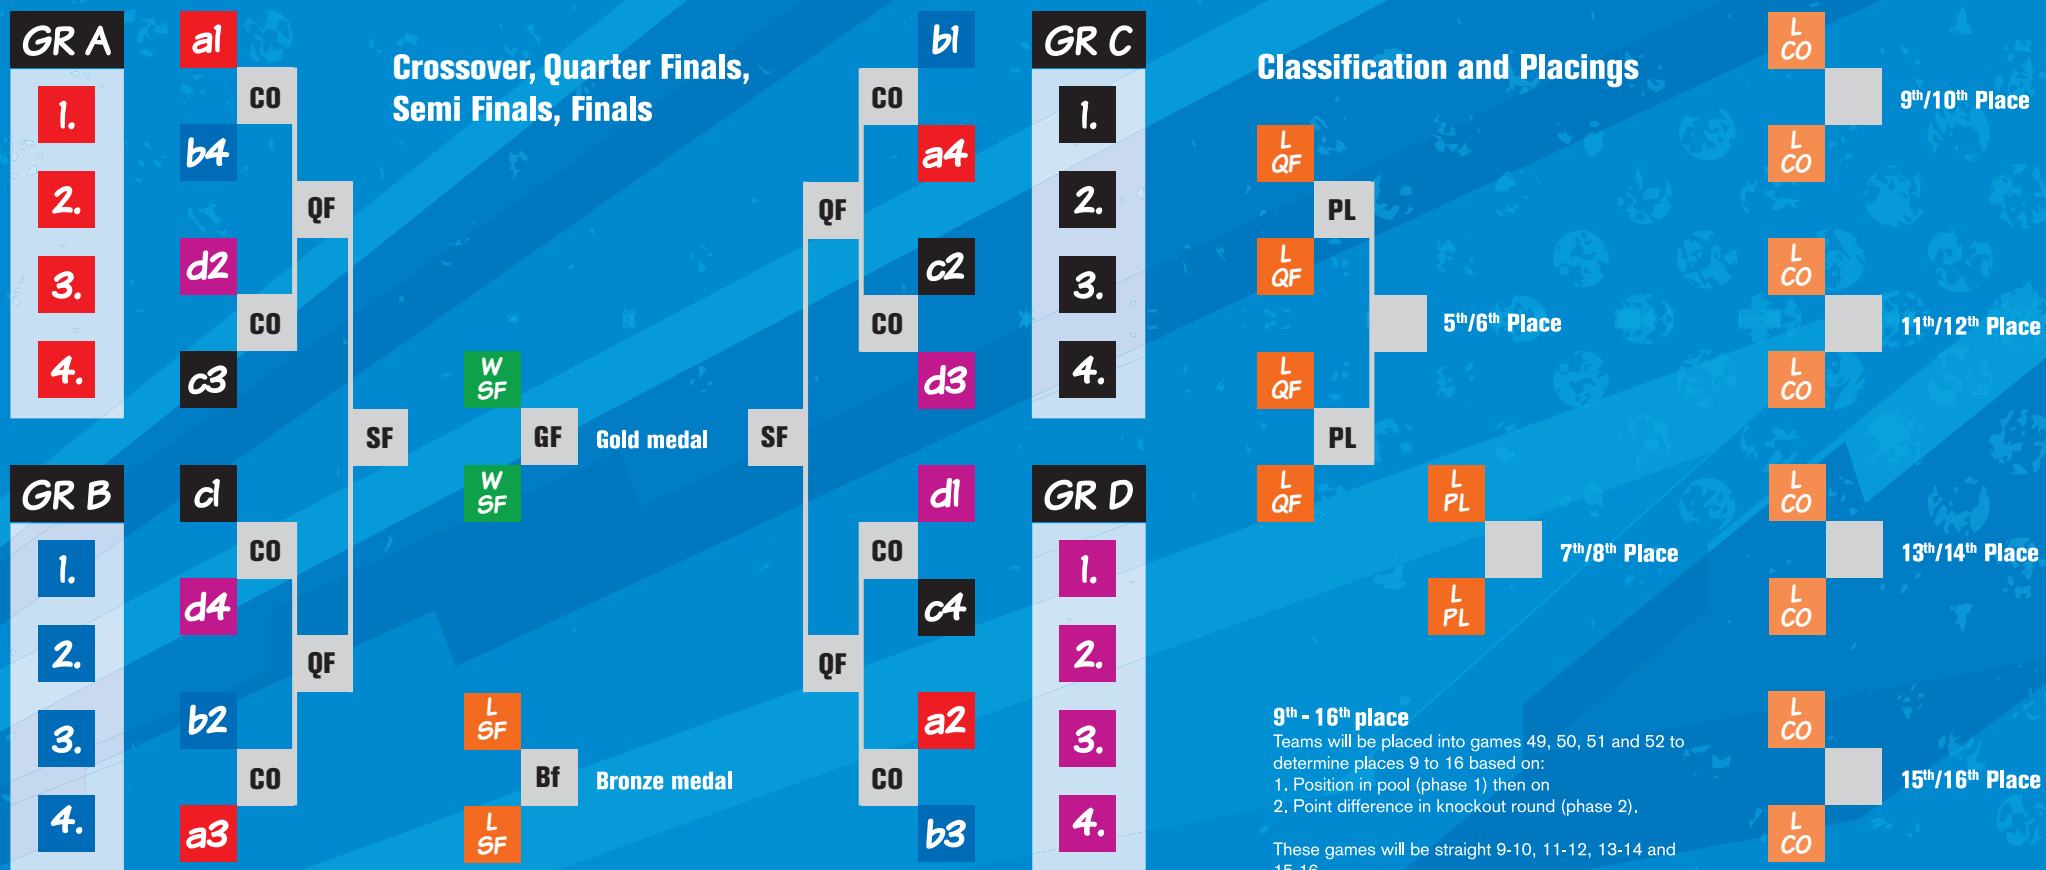 GR A
1.
2.
3.
4.
GR B
1.
2.
3.
4.
a1
CO
b4
QF
d2
CO
c3
SF
c1
CO
d4
QF
b2
CO
a3
Crossover, Quarter Finals,
Semi Finals, Finals
W
SF
GF
Gold medal
W
SF
L
SF
Bf
Bronze medal
L
SF
b1
CO
a4
QF
c2
CO
d3
SF
d1
CO
c4
QF
a2
CO
b3
GR C
1.
2.
3.
4.
GR D
1.
2.
3.
4.
Classification and Placings
L
QF
PL
L
QF
5th/6th Place
L
QF
PL
L
QF
L
PL
7th/8th Place
L
PL
9th - 16th place
Teams will be placed into games 49, 50, 51 and 52 to
determine places 9 to 16 based on:
1. Position in pool (phase 1) then on
2. Point difference in knockout round (phase 2).
These games will be straight 9-10, 11-12, 13-14 and
15-16
L
CO
9th/10th Place
L
CO
L
CO
11th/12th Place
L
CO
L
CO
13th/14th Place
L
CO
L
CO
15th/16th Place
L
CO